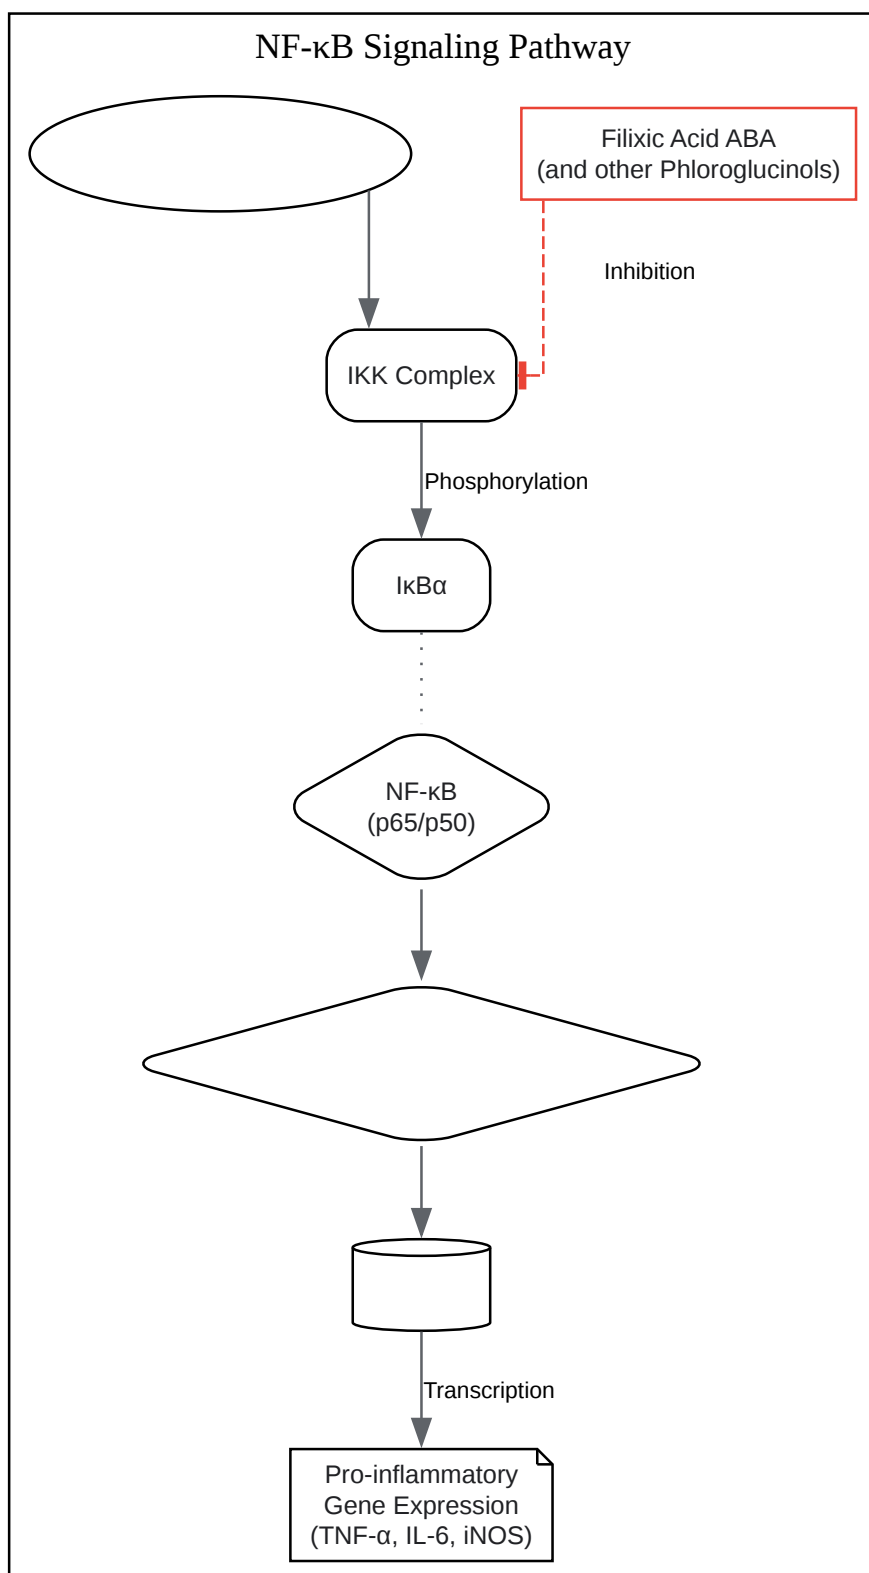 NF-κB Signaling Pathway
Filixic Acid ABA
(and other Phloroglucinols)
Inhibition
IKK Complex
Phosphorylation
IκBα
NF-κB
(p65/p50)
Transcription
Pro-inflammatory
Gene Expression
(TNF-α, IL-6, iNOS)